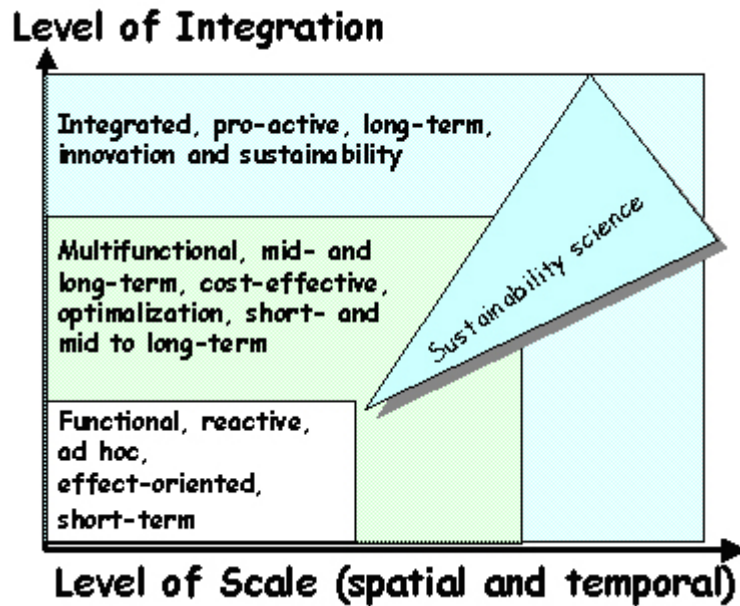 Level of Integration
Integrated, pro-active, long-term,
innovation and sustainability
Multifunctional, mid- and
long-term, cost-effective,
optimalization, short- and
mid to long-term
Sustainability science
Functional, reactive,
ad hoc,
effect-oriented,
short-term
Level of Scale (spatial and temporal)